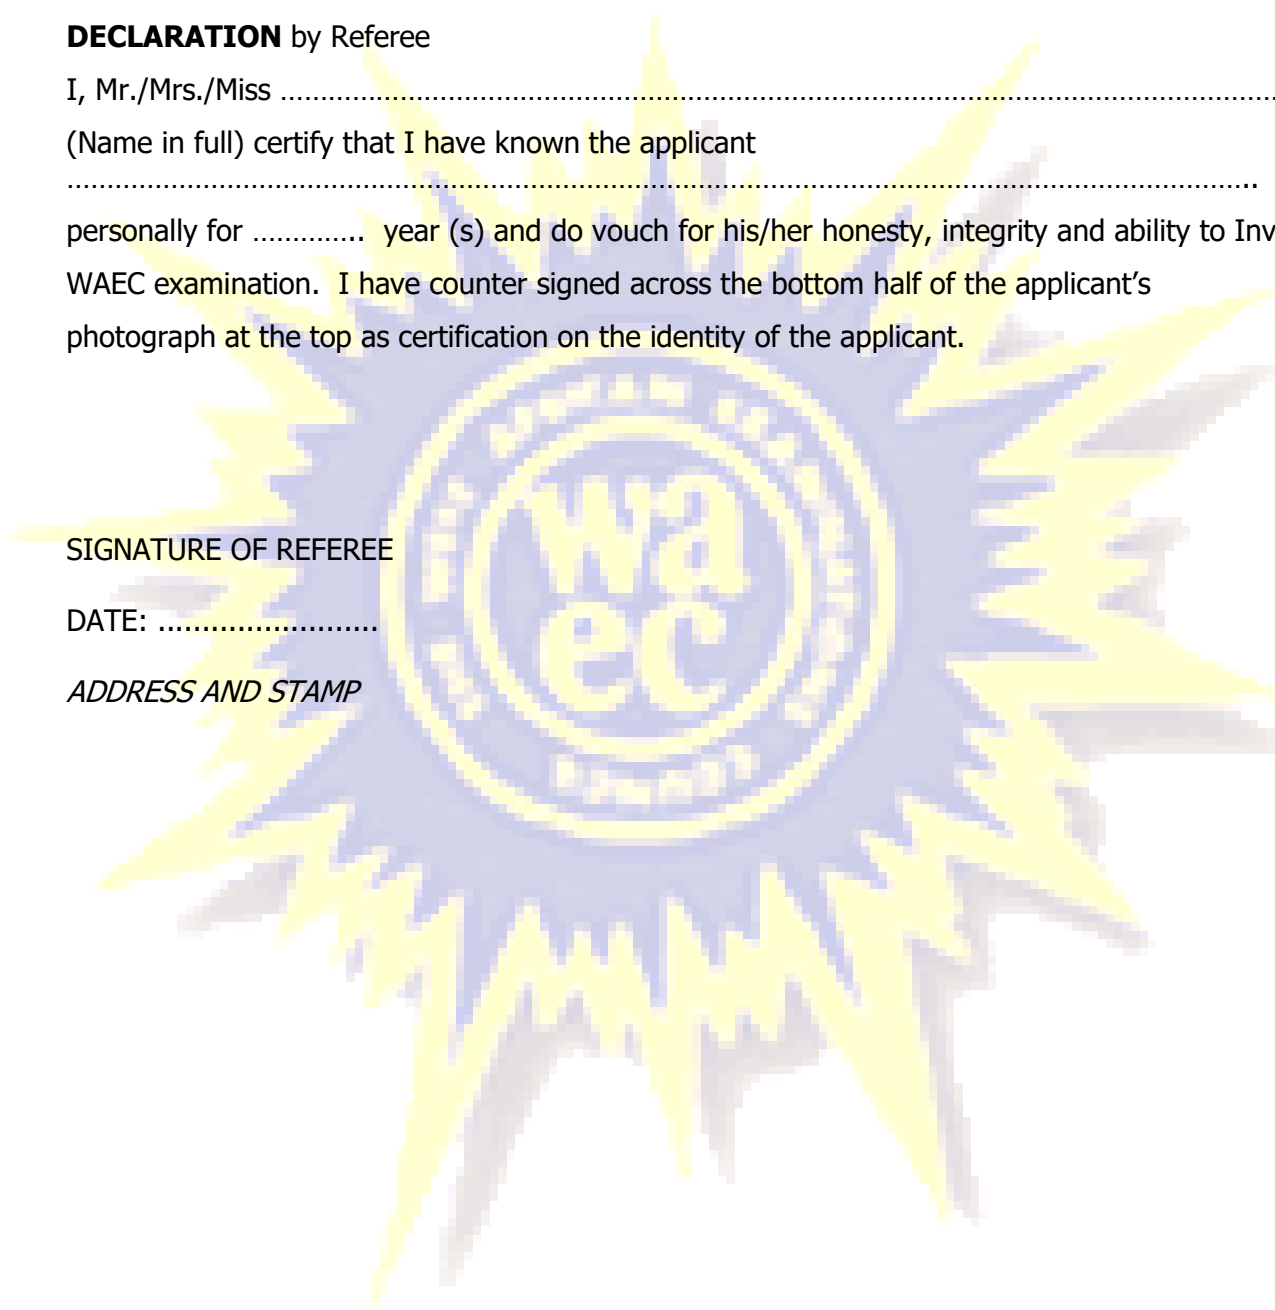 DECLARATION by Referee
I, Mr./Mrs./Miss ……………………………………………………………………………………………………………
(Name in full) certify that I have known the applicant
…………………………………………………………………………………………………………………………………..
personally for ………….. year (s) and do vouch for his/her honesty, integrity and ability to Inv
WAEC examination. I have counter signed across the bottom half of the applicant’s
photograph at the top as certification on the identity of the applicant.
wa
ec
SIGNATURE OF REFEREE
DATE: .........................
ADDRESS AND STAMP